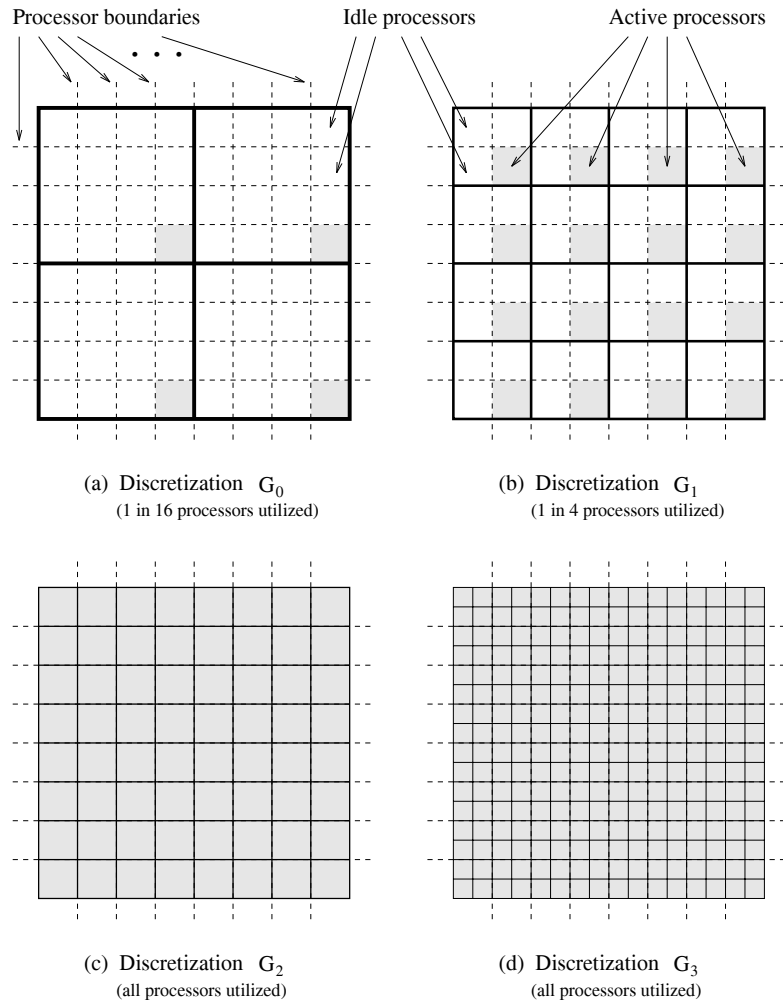 Processor boundaries
Idle processors
Active processors
. . .
(a) Discretization G0
(1 in 16 processors utilized)
(b) Discretization G1
(1 in 4 processors utilized)
(c) Discretization G2
(all processors utilized)
(d) Discretization G3
(all processors utilized)